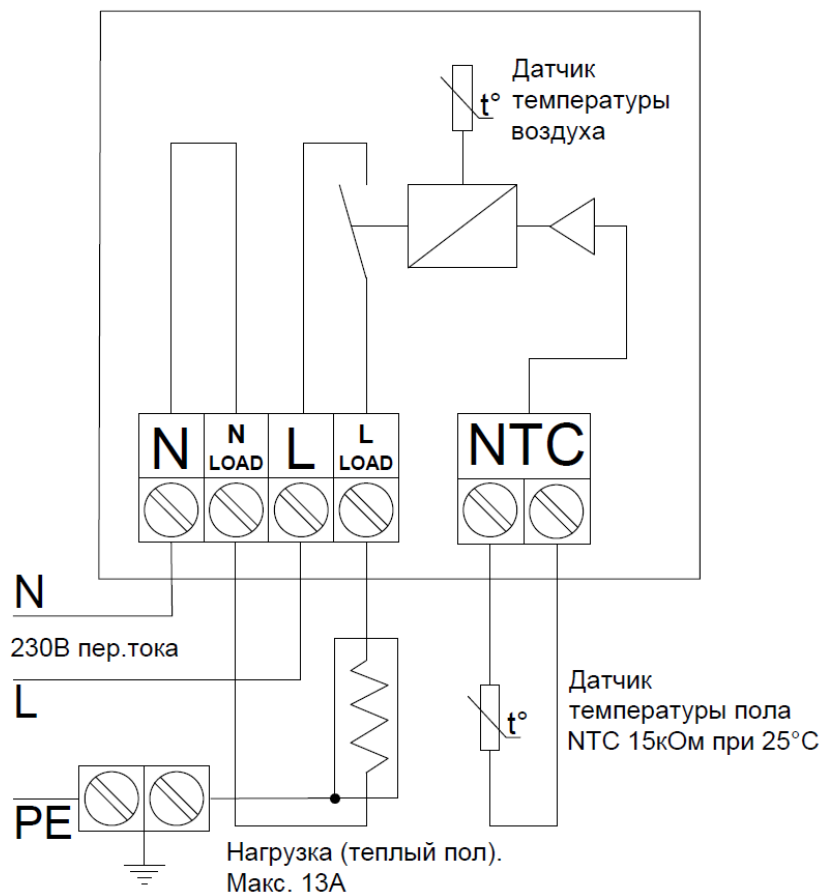 Датчик
температуры
воздуха
t°
N
N
LOAD
L
L
LOAD
NTC
N
230В пер.тока
L
Датчик
температуры пола
NTC 15кОм при 25°C
t°
PE
Нагрузка (теплый пол).
Макс. 13А